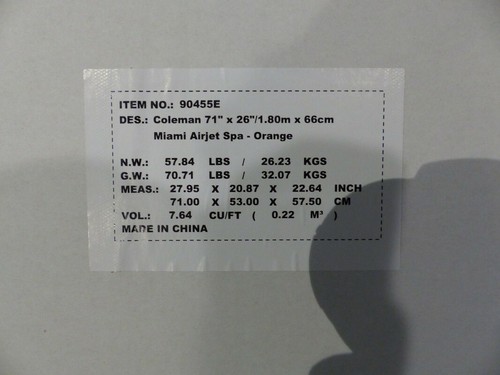 ITEM NO.: 90455E
DES.: Coleman 71" x 26"/1.80m x 66cm
Miami Airjet Spa - Orange
N.W.: 57.84 LBS / 26.23 KGS
G.W.: 70.71 LBS / 32.07 KGS
MEAS.: 27.95 X 20.87 X 22.64 INCH
71.00 X 53.00 X 57.50 CM
VOL.: 7.64 CU/FT ( 0.22 M³ )
MADE IN CHINA